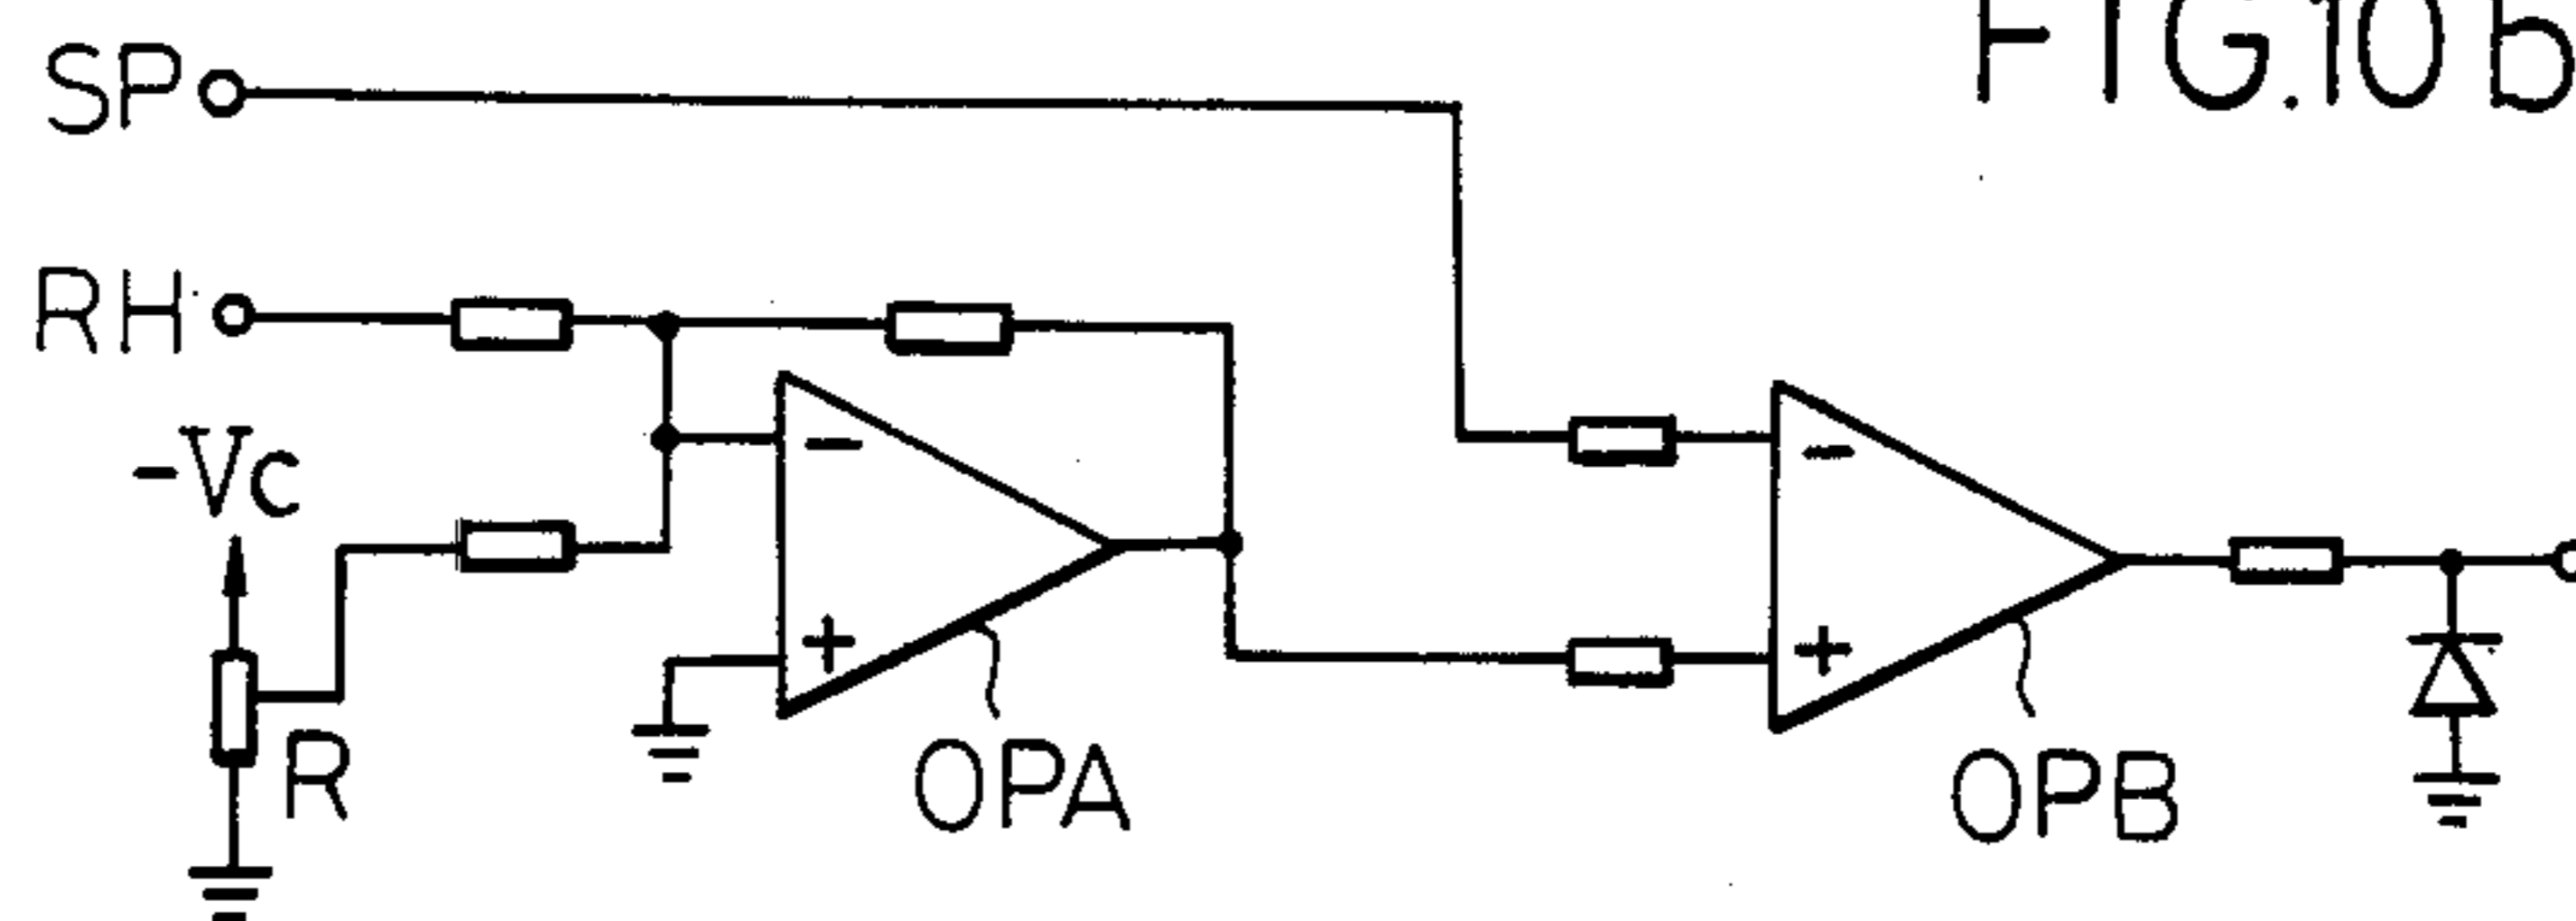 FIG.10b
SP
RH
-Vc
R
-
+
OPA
-
+
OPB